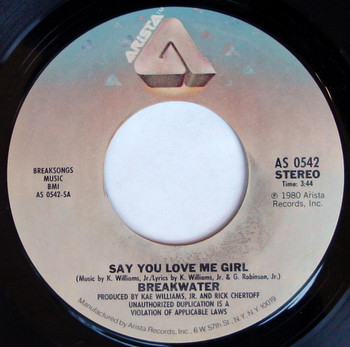 ARISTA
BREAKSONGS
MUSIC
BMI
AS 0542-SA
AS 0542
STEREO
Time: 3:44
℗ 1980 Arista
Records, Inc.
SAY YOU LOVE ME GIRL
(Music by K. Williams, Jr/Lyrics by K. Williams, Jr. & G. Robinson, Jr.)
BREAKWATER
PRODUCED BY KAE WILLIAMS, JR. AND RICK CHERTOFF
UNAUTHORIZED DUPLICATION IS A
VIOLATION OF APPLICABLE LAWS
Manufactured by Arista Records, Inc., 6 W. 57th St., N.Y., N.Y. 10019